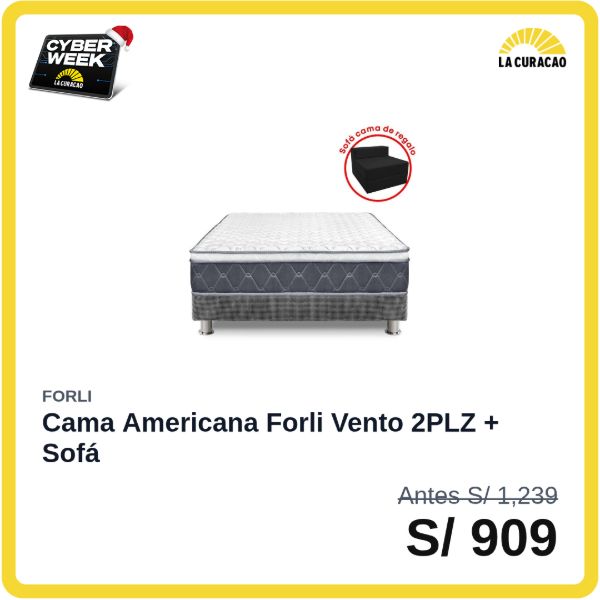 CYBER
WEEK
LA CURACAO
LA CURACAO
Sofá cama de regalo
FORLI
Cama Americana Forli Vento 2PLZ +
Sofá
Antes S/ 1,239
S/ 909